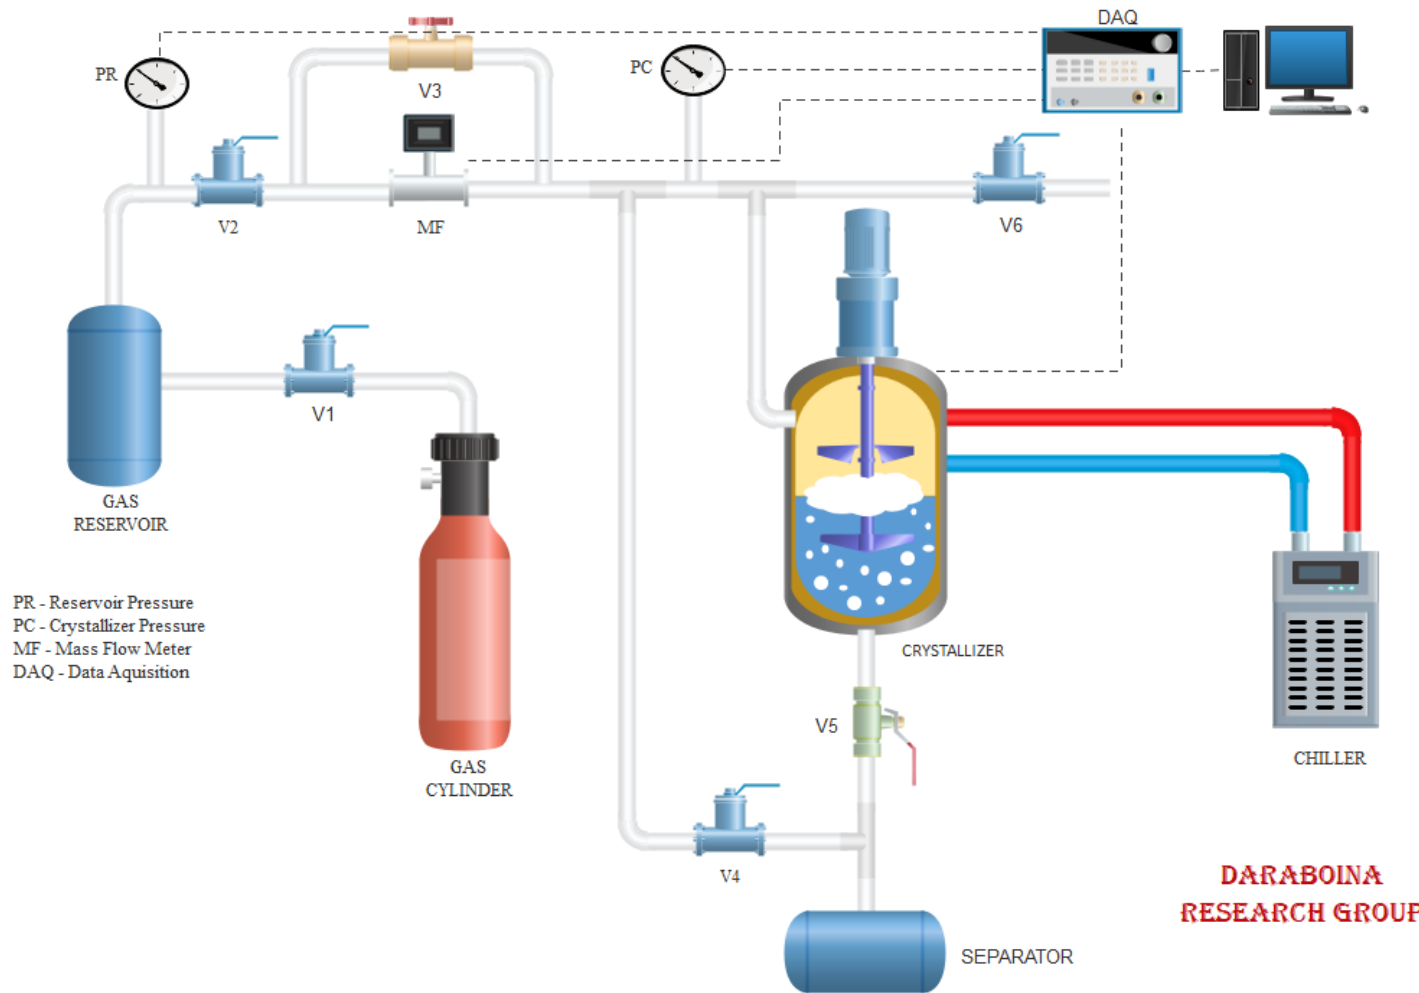 DAQ
PR
PC
V3
V2
MF
V6
V1
GAS
RESERVOIR
PR - Reservoir Pressure
PC - Crystallizer Pressure
MF - Mass Flow Meter
DAQ - Data Aquisition
CRYSTALLIZER
V5
GAS
CYLINDER
CHILLER
V4
DARABOINA
RESEARCH GROUP
SEPARATOR